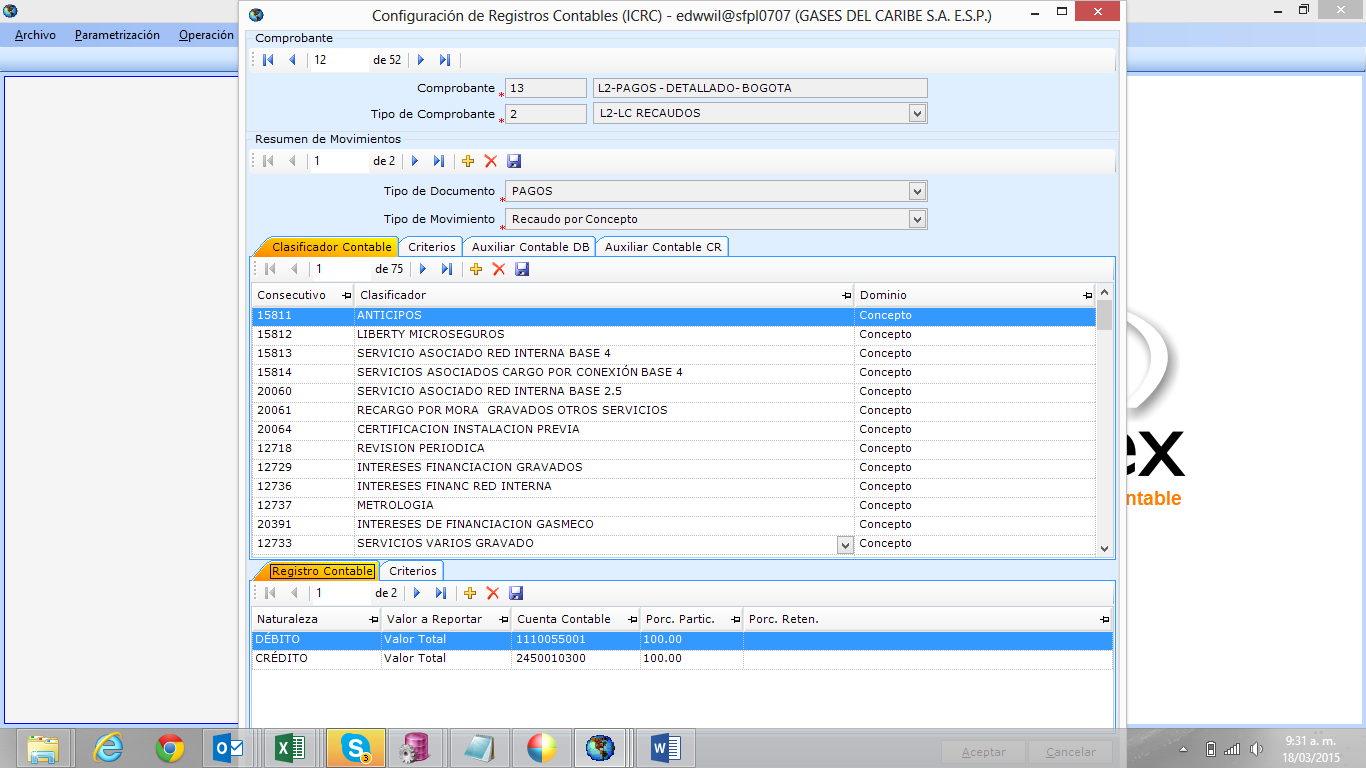 Configuración de Registros Contables (ICRC) - edwwil@sfpl0707 (GASES DEL CARIBE S.A. E.S.P.)
Archivo Parametrización Operación
Comprobante
12 de 52
Comprobante * 13 L2-PAGOS - DETALLADO- BOGOTA
Tipo de Comprobante * 2 L2-LC RECAUDOS
Resumen de Movimientos
1 de 2
Tipo de Documento * PAGOS
Tipo de Movimiento * Recaudo por Concepto
Clasificador Contable Criterios Auxiliar Contable DB Auxiliar Contable CR
1 de 75
Consecutivo Clasificador Dominio
15811 ANTICIPOS Concepto
15812 LIBERTY MICROSEGUROS Concepto
15813 SERVICIO ASOCIADO RED INTERNA BASE 4 Concepto
15814 SERVICIOS ASOCIADOS CARGO POR CONEXIÓN BASE 4 Concepto
20060 SERVICIO ASOCIADO RED INTERNA BASE 2.5 Concepto
20061 RECARGO POR MORA GRAVADOS OTROS SERVICIOS Concepto
20064 CERTIFICACION INSTALACION PREVIA Concepto
12718 REVISION PERIODICA Concepto
12729 INTERESES FINANCIACION GRAVADOS Concepto
12736 INTERESES FINANC RED INTERNA Concepto
12737 METROLOGIA Concepto
20391 INTERESES DE FINANCIACION GASMECO Concepto
12733 SERVICIOS VARIOS GRAVADO Concepto
ex
ntable
Registro Contable Criterios
1 de 2
Naturaleza Valor a Reportar Cuenta Contable Porc. Partic. Porc. Reten.
DÉBITO Valor Total 1110055001 100.00
CRÉDITO Valor Total 2450010300 100.00
Aceptar Cancelar
3
9:31 a. m.
18/03/2015